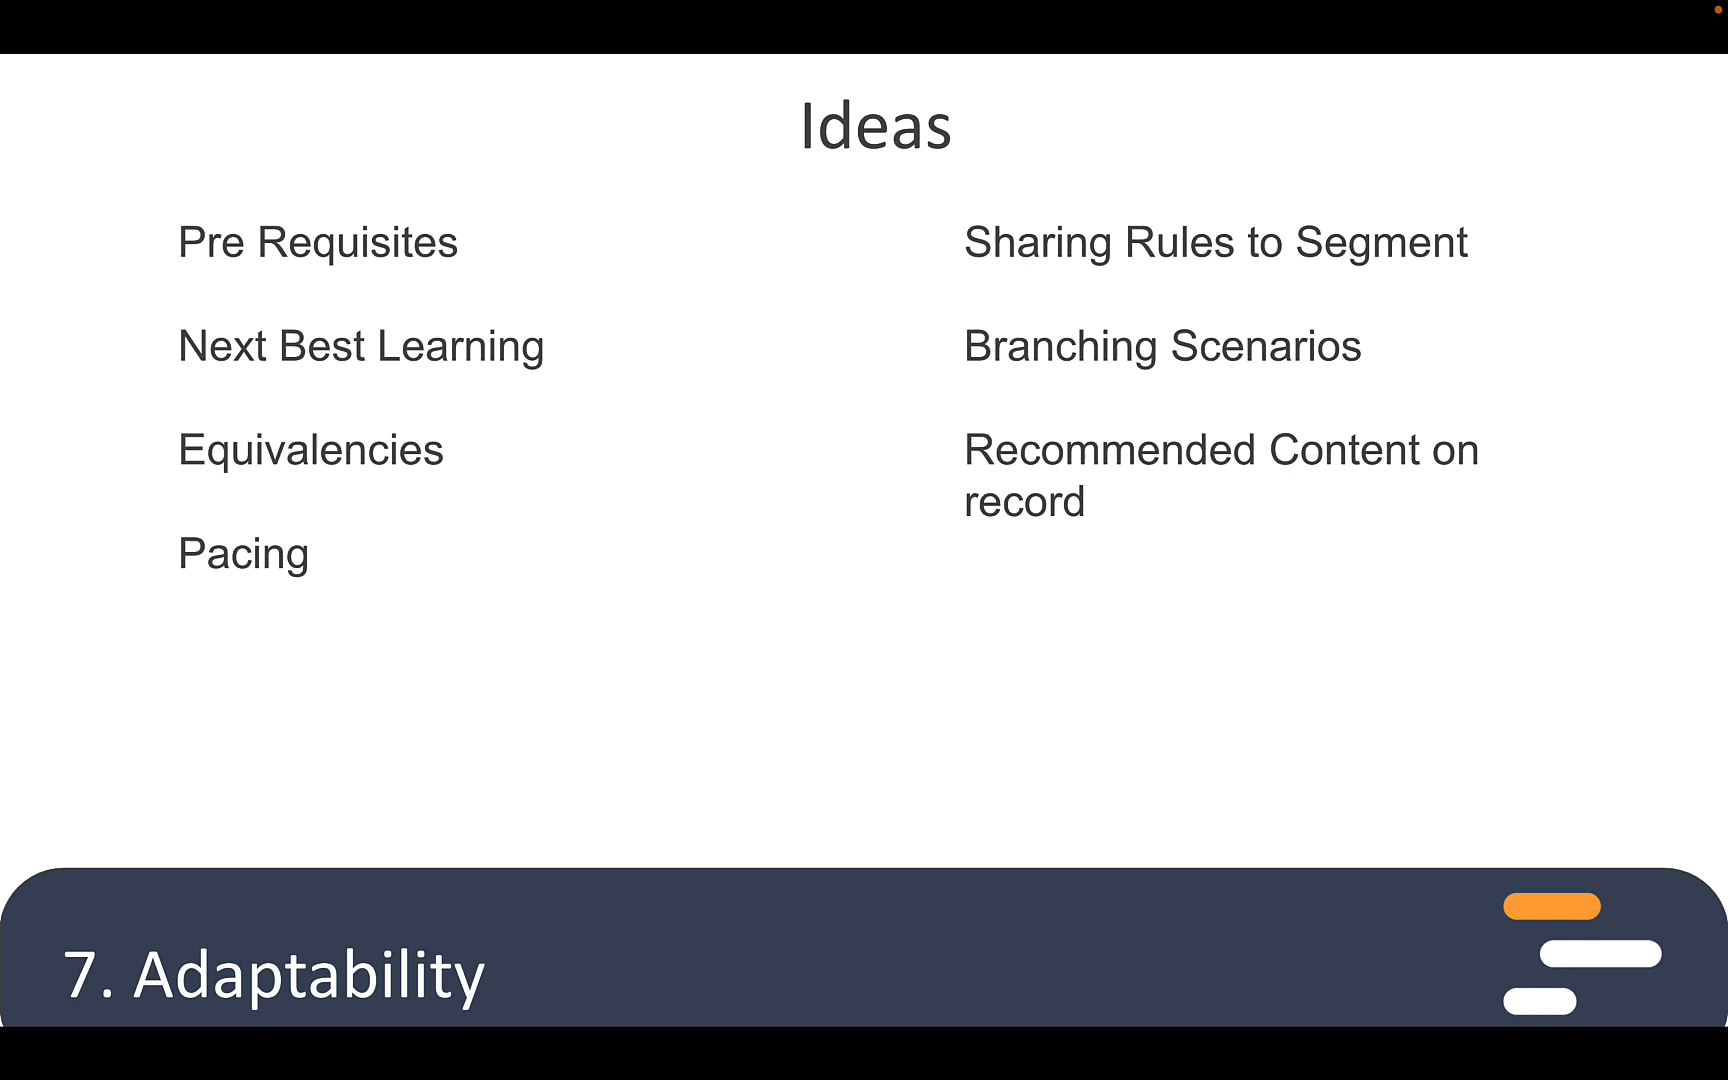 Ideas
Pre Requisites
Next Best Learning
Equivalencies
Pacing
Sharing Rules to Segment
Branching Scenarios
Recommended Content on
record
7. Adaptability